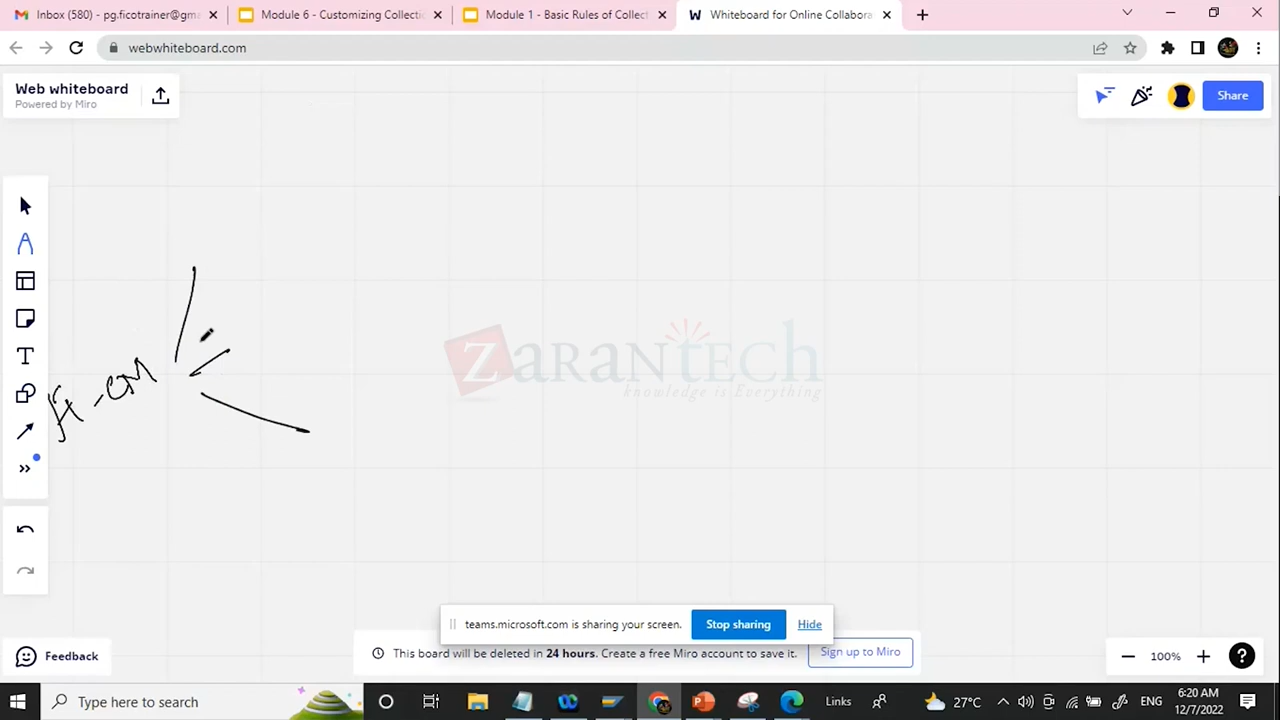 Inbox (580) - pg.ficotrainer@gm
Module 6 - Customizing Collectio
Module 1 - Basic Rules of Collect
Whiteboard for Online Collabora
webwhiteboard.com
Web whiteboard
Powered by Miro
Share
FI-CM
ZARANtech
knowledge is Everything
teams.microsoft.com is sharing your screen.
Stop sharing
Hide
This board will be deleted in 24 hours. Create a free Miro account to save it.
Sign up to Miro
Feedback
100%
Type here to search
Links
27°C
ENG
6:20 AM
12/7/2022